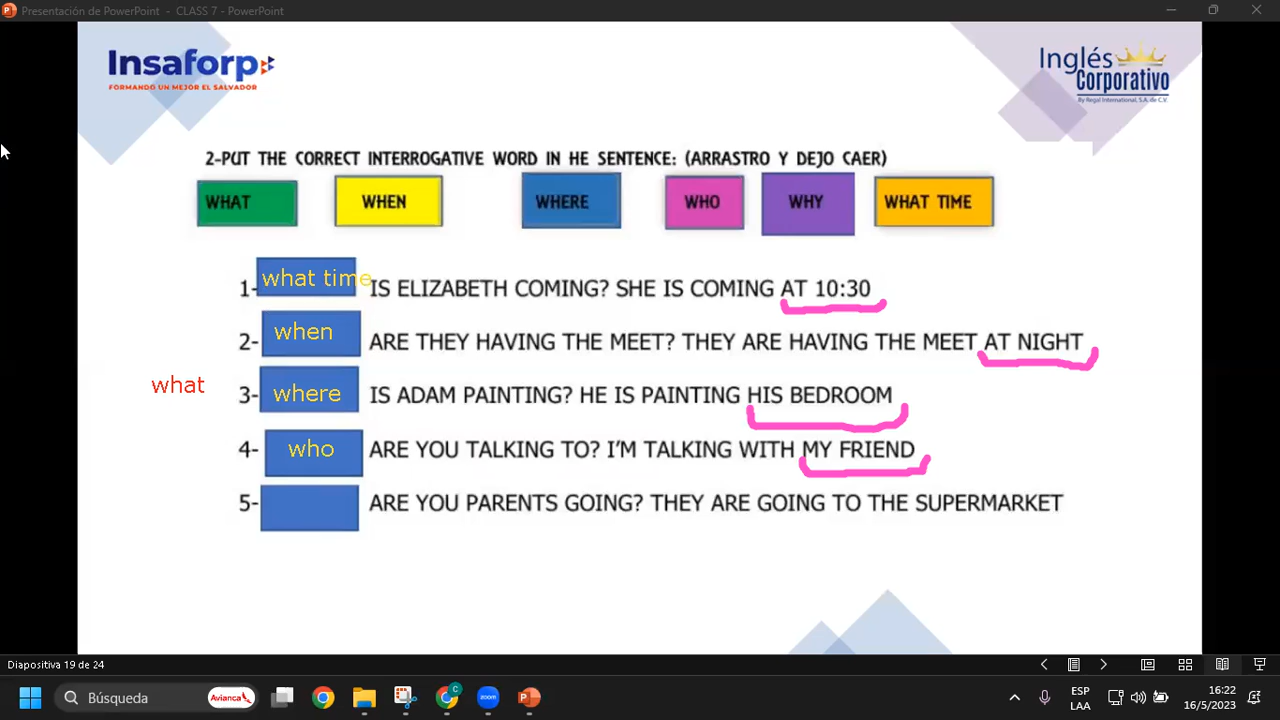 Presentación de PowerPoint - CLASS 7 - PowerPoint
Insaforp
FORMANDO UN MEJOR EL SALVADOR
Inglés
Corporativo
By Regal International, S.A. de C.V.
2-PUT THE CORRECT INTERROGATIVE WORD IN HE SENTENCE: (ARRASTRO Y DEJO CAER)
WHAT WHEN WHERE WHO WHY WHAT TIME
1- what time IS ELIZABETH COMING? SHE IS COMING AT 10:30
2- when ARE THEY HAVING THE MEET? THEY ARE HAVING THE MEET AT NIGHT
what 3- where IS ADAM PAINTING? HE IS PAINTING HIS BEDROOM
4- who ARE YOU TALKING TO? I'M TALKING WITH MY FRIEND
5- ARE YOU PARENTS GOING? THEY ARE GOING TO THE SUPERMARKET
Diapositiva 19 de 24
Búsqueda Avianca zoom ESP 16:22
LAA 16/5/2023